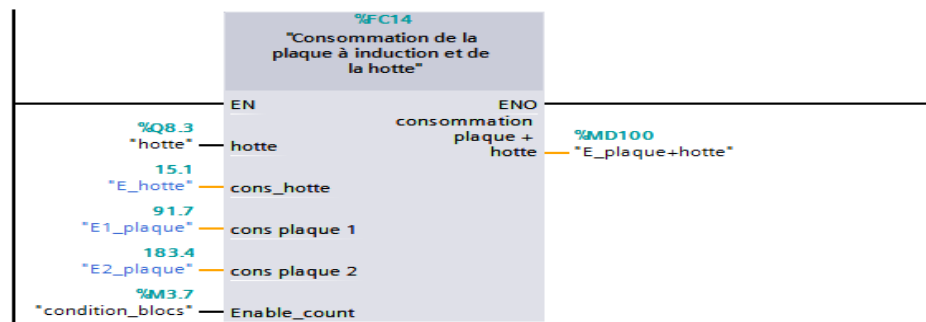 %FC14
"Consommation de la
plaque à induction et de
la hotte"
EN
ENO
%Q8.3
"hotte"
hotte
consommation
plaque +
hotte
%MD100
"E_plaque+hotte"
15.1
"E_hotte"
cons_hotte
91.7
"E1_plaque"
cons plaque 1
183.4
"E2_plaque"
cons plaque 2
%M3.7
"condition_blocs"
Enable_count